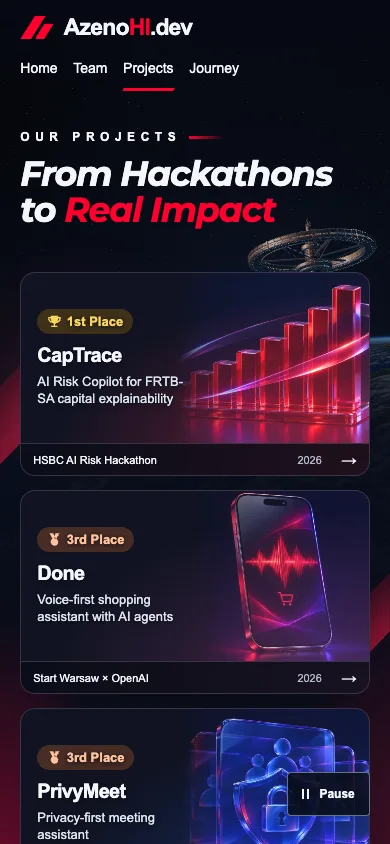 AzenoHI.dev
Home Team Projects Journey
OUR PROJECTS
From Hackathons
to Real Impact
1st Place
CapTrace
AI Risk Copilot for FRTB-
SA capital explainability
HSBC AI Risk Hackathon 2026 →
3rd Place
Done
Voice-first shopping
assistant with AI agents
Start Warsaw × OpenAI 2026 →
3rd Place
PrivyMeet
Privacy-first meeting
assistant
Pause